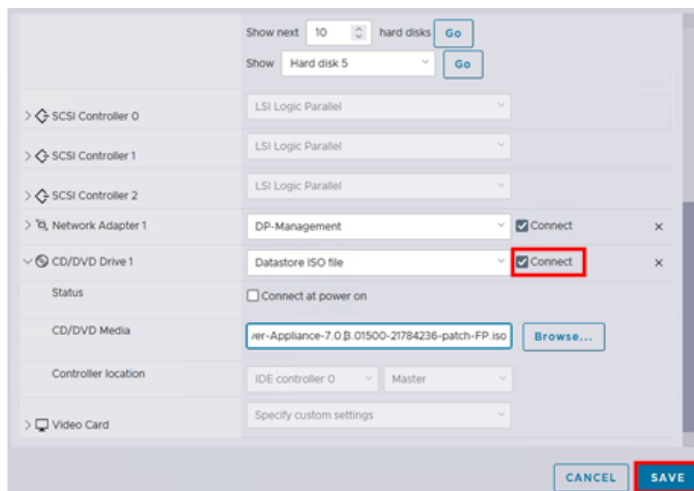 Show next 10 hard disks Go
Show Hard disk 5 Go
SCSI Controller 0 LSI Logic Parallel
SCSI Controller 1 LSI Logic Parallel
SCSI Controller 2 LSI Logic Parallel
Network Adapter 1 DP-Management Connect
CD/DVD Drive 1 Datastore ISO file Connect
Status Connect at power on
CD/DVD Media ver-Appliance-7.0.3.01500-21784236-patch-FP.iso Browse...
Controller location IDE controller 0 Master
Video Card Specify custom settings
CANCEL SAVE